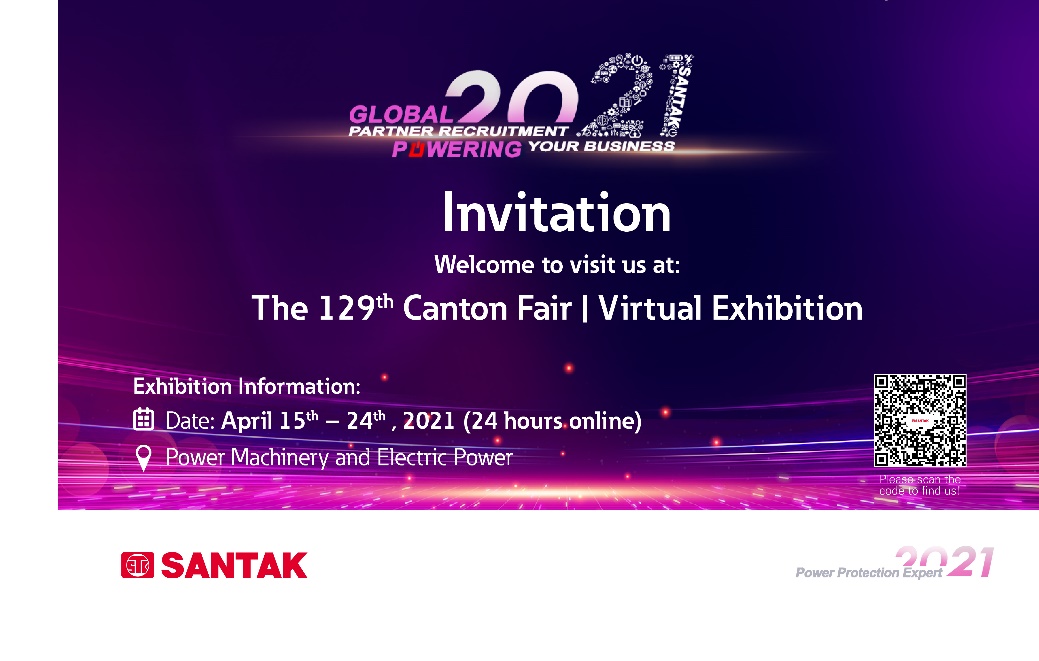 GLOBAL 2021 SANTAK
PARTNER RECRUITMENT
POWERING YOUR BUSINESS
Invitation
Welcome to visit us at:
The 129th Canton Fair | Virtual Exhibition
Exhibition Information:
Date: April 15th – 24th , 2021 (24 hours online)
Power Machinery and Electric Power
Please scan the
code to find us!
SANTAK
Power Protection Expert 2021